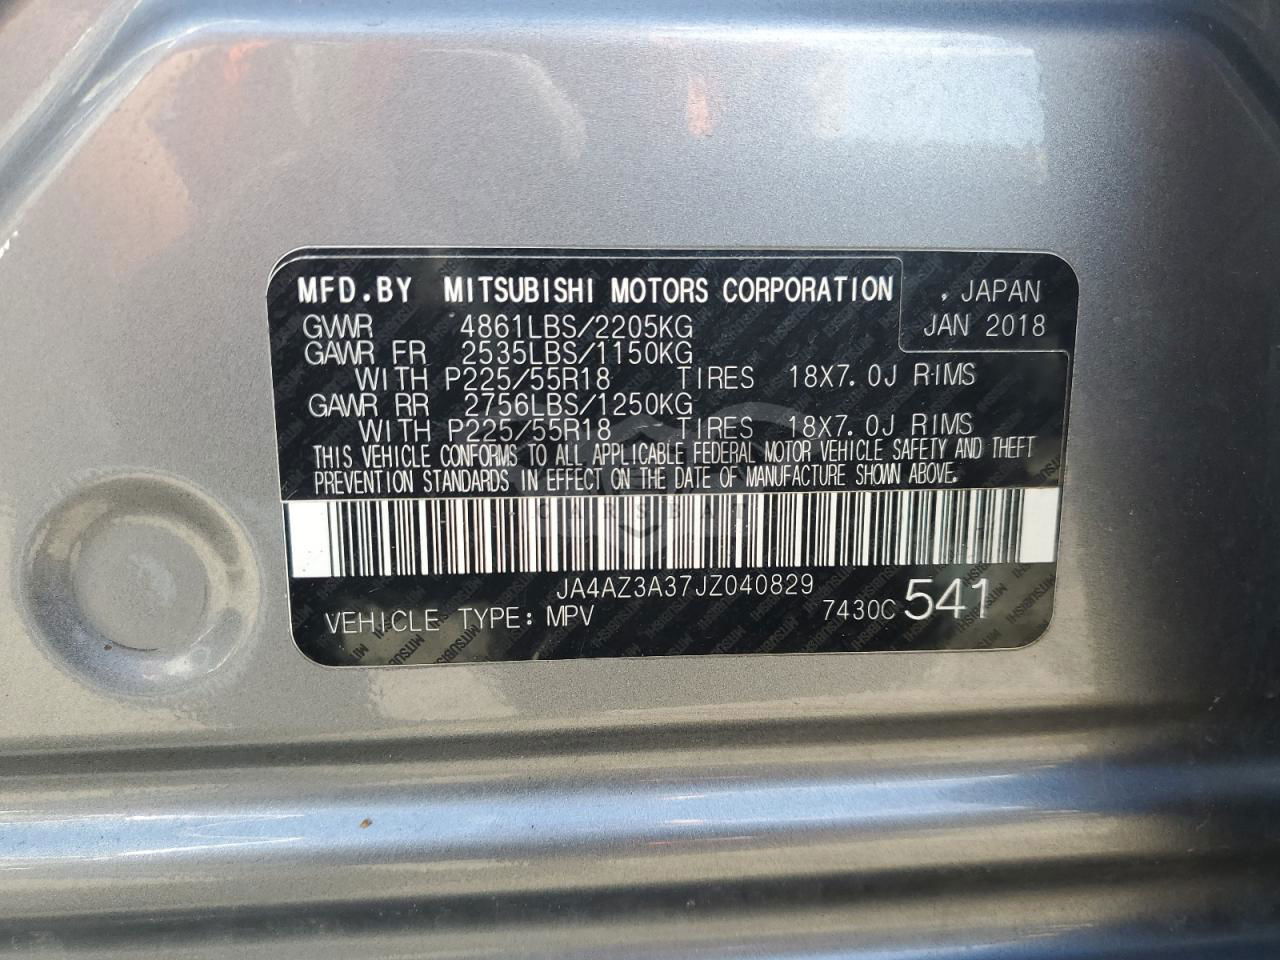 MFD.BY MITSUBISHI MOTORS CORPORATION
, JAPAN
JAN 2018
GVWR 4861LBS/2205KG
GAWR FR 2535LBS/1150KG
WITH P225/55R18 TIRES 18X7.0J RIMS
GAWR RR 2756LBS/1250KG
WITH P225/55R18 TIRES 18X7.0J RIMS
THIS VEHICLE CONFORMS TO ALL APPLICABLE FEDERAL MOTOR VEHICLE SAFETY AND THEFT
PREVENTION STANDARDS IN EFFECT ON THE DATE OF MANUFACTURE SHOWN ABOVE.
JA4AZ3A37JZ040829
VEHICLE TYPE: MPV 7430C 541